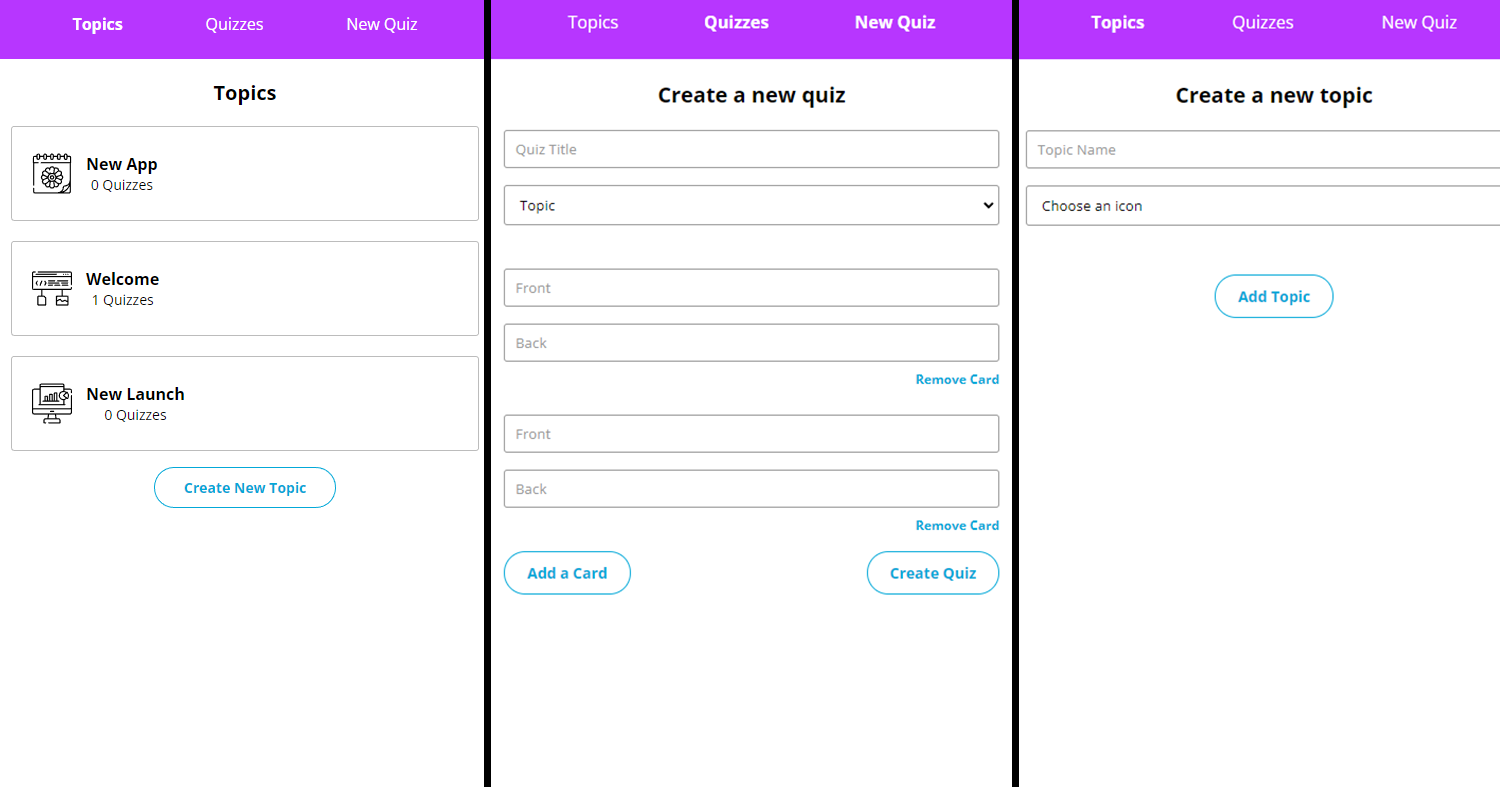 Topics Quizzes New Quiz
Topics
New App
0 Quizzes
Welcome
1 Quizzes
New Launch
0 Quizzes
Create New Topic
Topics Quizzes New Quiz
Create a new quiz
Quiz Title
Topic
Front
Back
Remove Card
Front
Back
Remove Card
Add a Card Create Quiz
Topics Quizzes New Quiz
Create a new topic
Topic Name
Choose an icon
Add Topic